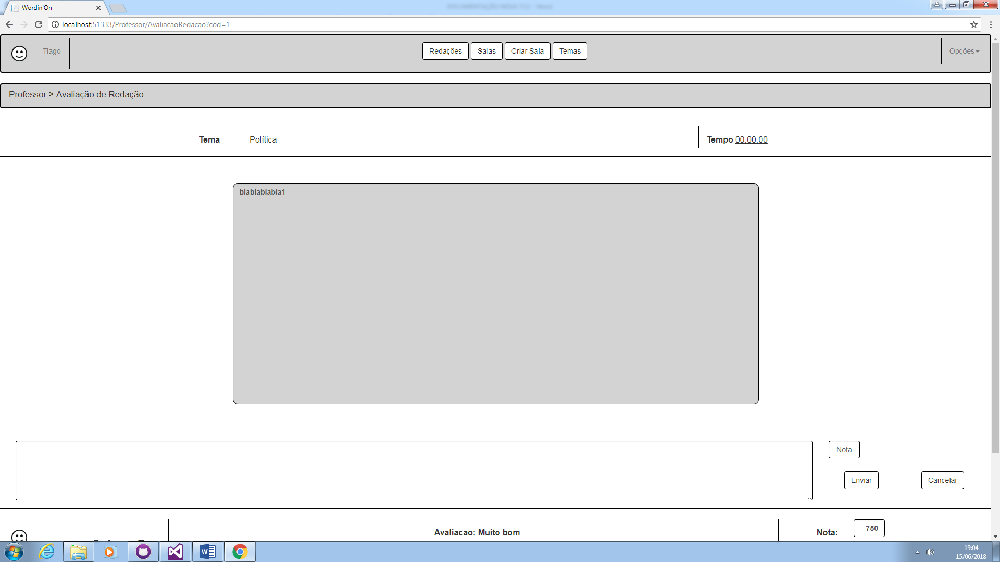 Wordin'On
localhost:51333/Professor/AvaliacaoRedacao?cod=1
Tiago
Redações Salas Criar Sala Temas
Opções
Professor > Avaliação de Redação
Tema Política
Tempo 00:00:00
blablablabla1
Nota
Enviar Cancelar
Avaliacao: Muito bom
Nota: 750
19:04
15/06/2018